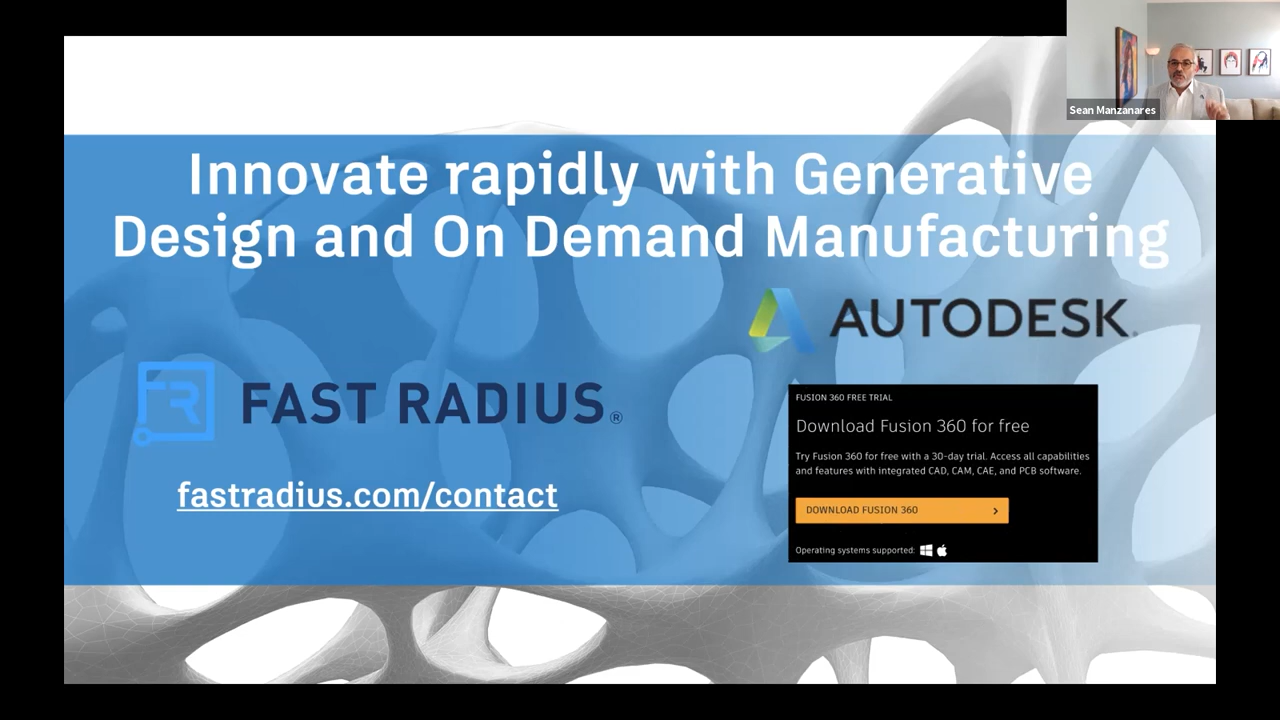 Sean Manzanares
Innovate rapidly with Generative
Design and On Demand Manufacturing
AUTODESK.
FR
FAST RADIUS®
fastradius.com/contact
FUSION 360 FREE TRIAL
Download Fusion 360 for free
Try Fusion 360 for free with a 30-day trial. Access all capabilities
and features with integrated CAD, CAM, CAE, and PCB software.
DOWNLOAD FUSION 360
Operating systems supported: